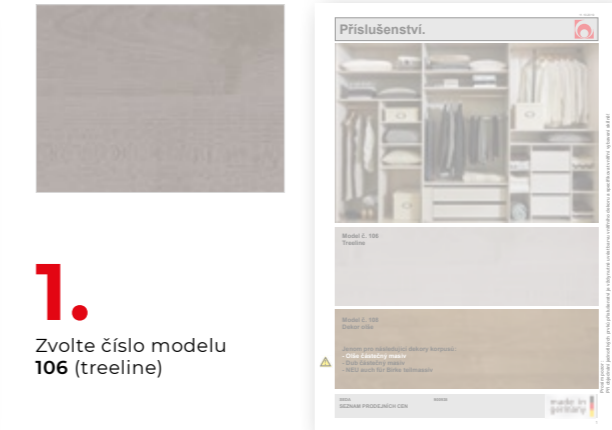 1.
Zvolte číslo modelu
106 (treeline)
Příslušenství.
Model č. 106
Treeline
Model č. 106
Dekor olše
Jenom pro následující dekory korpusů:
- Olše částečný masiv
- Dub částečný masiv
- NEU auch für Birke teilmassiv
SEZNAM PRODEJNÍCH CEN
made in
germany